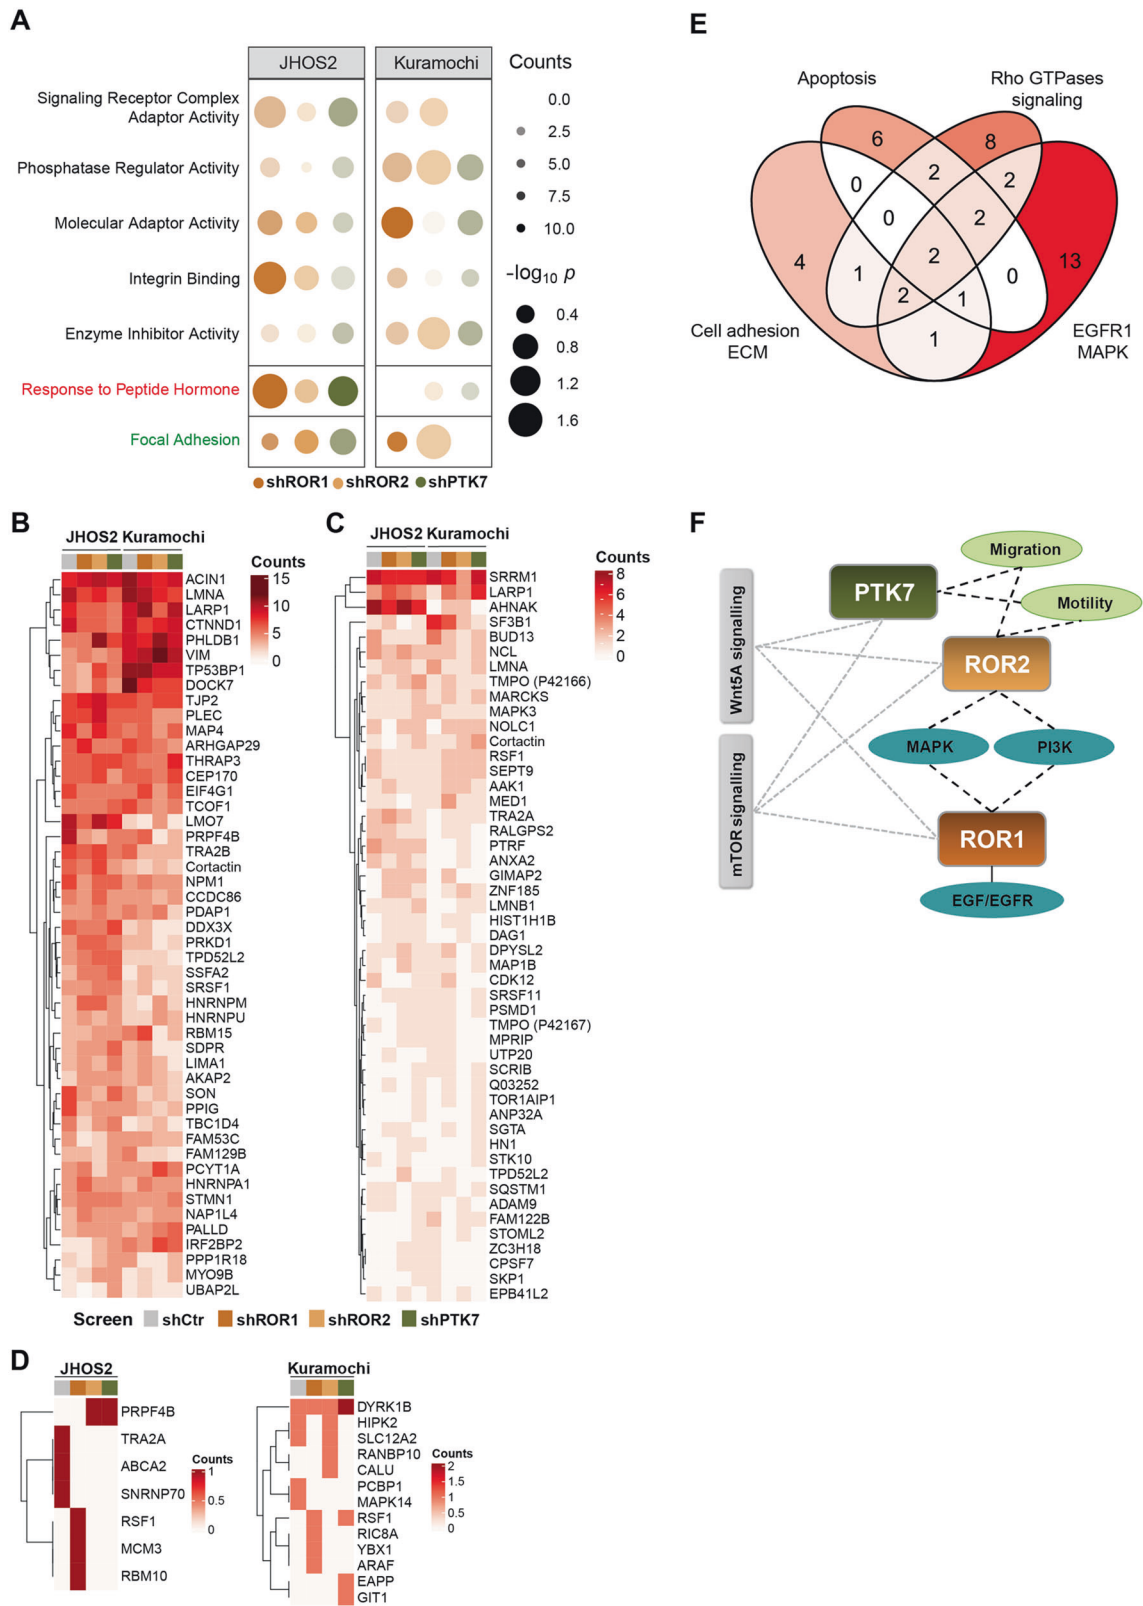 A
JHOS2
Kuramochi
Counts
Signaling Receptor Complex
Adaptor Activity
Phosphatase Regulator Activity
Molecular Adaptor Activity
Integrin Binding
Enzyme Inhibitor Activity
Response to Peptide Hormone
Focal Adhesion
0.0
2.5
5.0
7.5
10.0
−log10 p
0.4
0.8
1.2
1.6
shROR1 shROR2 shPTK7
E
Apoptosis
Rho GTPases
signaling
6
8
2
2
0
0
2
4
13
1
2
0
2
1
1
Cell adhesion
ECM
EGFR1
MAPK
B
JHOS2 Kuramochi
Counts
15
10
5
0
ACIN1
LMNA
LARP1
CTNND1
PHLDB1
VIM
TP53BP1
DOCK7
TJP2
PLEC
MAP4
ARHGAP29
THRAP3
CEP170
EIF4G1
TCOF1
LMO7
PRPF4B
TRA2B
Cortactin
NPM1
CCDC86
PDAP1
DDX3X
PRKD1
TPD52L2
SSFA2
SRSF1
HNRNPM
HNRNPU
RBM15
SDPR
LIMA1
AKAP2
SON
PPIG
TBC1D4
FAM53C
FAM129B
PCYT1A
HNRNPA1
STMN1
NAP1L4
PALLD
IRF2BP2
PPP1R18
MYO9B
UBAP2L
C
JHOS2 Kuramochi
Counts
8
6
4
2
0
SRRM1
LARP1
AHNAK
SF3B1
BUD13
NCL
LMNA
TMPO (P42166)
MARCKS
MAPK3
NOLC1
Cortactin
RSF1
SEPT9
AAK1
MED1
TRA2A
RALGPS2
PTRF
ANXA2
GIMAP2
ZNF185
LMNB1
HIST1H1B
DAG1
DPYSL2
MAP1B
CDK12
SRSF11
PSMD1
TMPO (P42167)
MPRIP
UTP20
SCRIB
Q03252
TOR1AIP1
ANP32A
SGTA
HN1
STK10
TPD52L2
SQSTM1
ADAM9
FAM122B
STOML2
ZC3H18
CPSF7
SKP1
EPB41L2
Screen shCtr shROR1 shROR2 shPTK7
F
Wnt5A signalling
mTOR signalling
PTK7
Migration
Motility
ROR2
MAPK
PI3K
ROR1
EGF/EGFR
D
JHOS2
PRPF4B
TRA2A
ABCA2
SNRNP70
RSF1
MCM3
RBM10
Counts
1
0.5
0
Kuramochi
DYRK1B
HIPK2
SLC12A2
RANBP10
CALU
PCBP1
MAPK14
RSF1
RIC8A
YBX1
ARAF
EAPP
GIT1
Counts
2
1.5
1
0.5
0